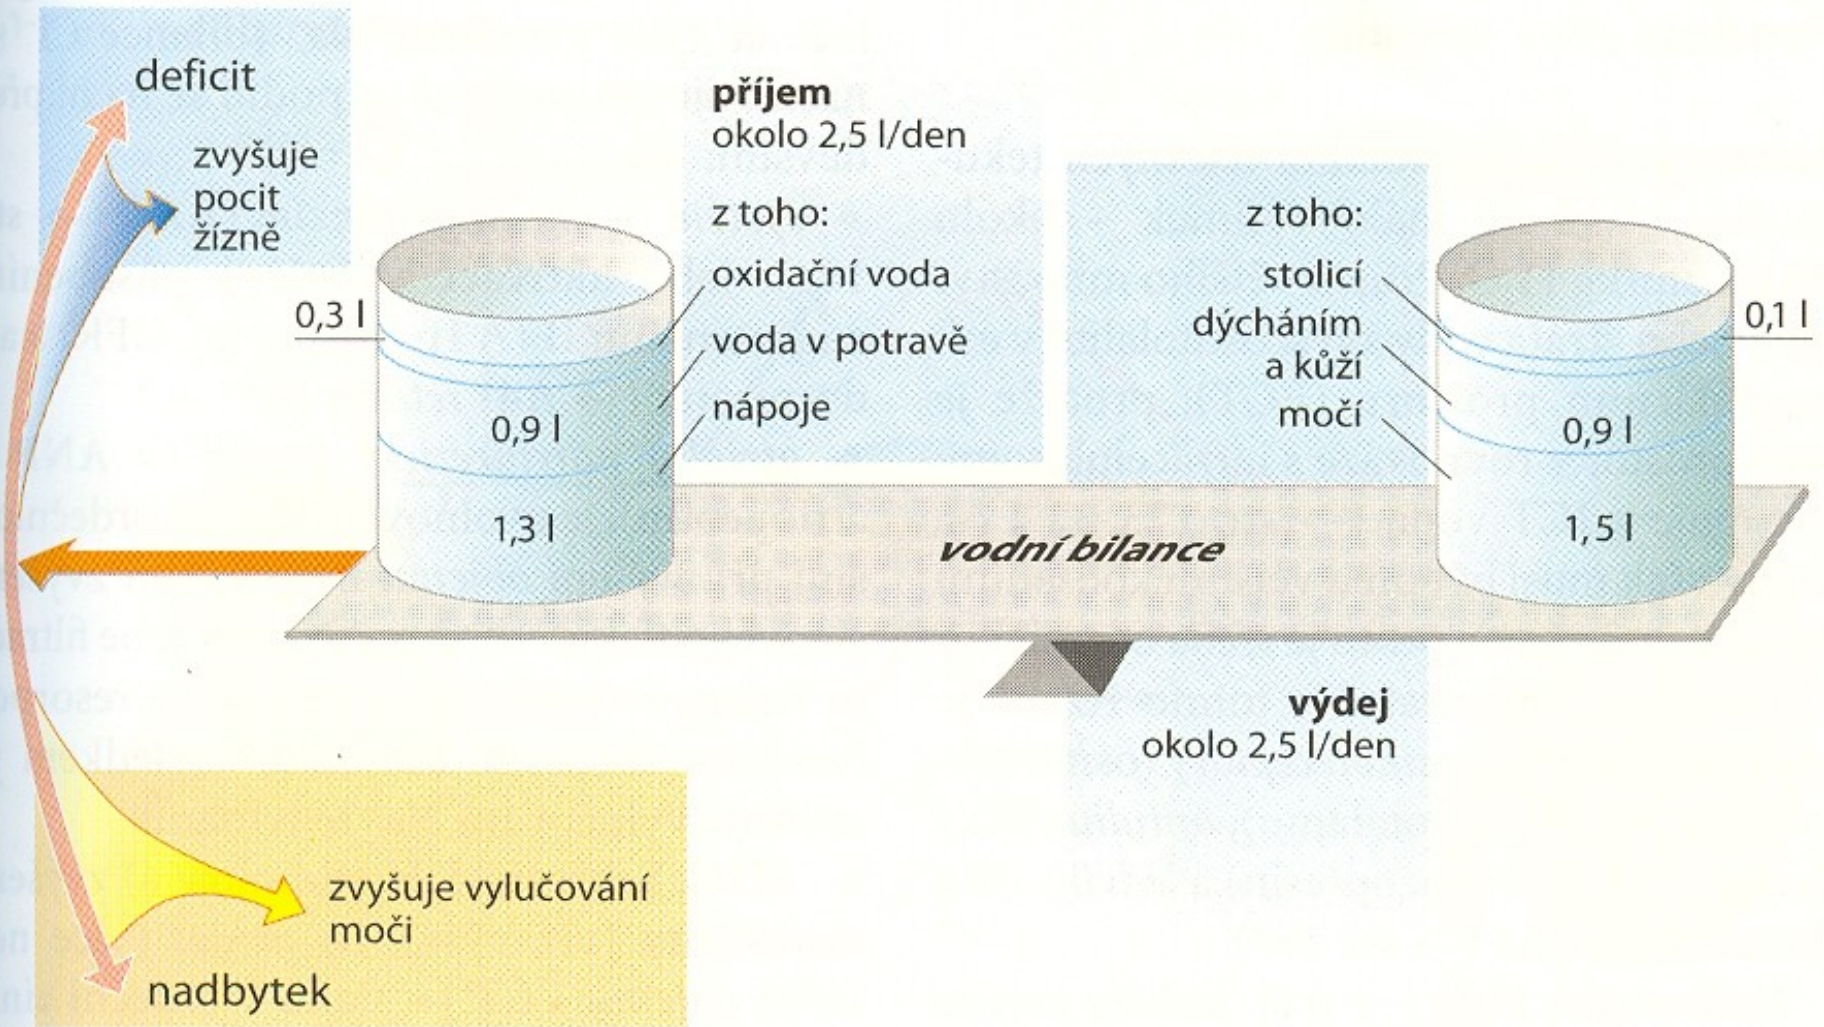 deficit
zvyšuje
pocit
žízně
příjem
okolo 2,5 l/den
z toho:
oxidační voda
voda v potravě
nápoje
0,3 l
0,9 l
1,3 l
z toho:
stolicí
dýcháním
a kůží
močí
0,1 l
0,9 l
1,5 l
vodní bilance
výdej
okolo 2,5 l/den
zvyšuje vylučování
moči
nadbytek